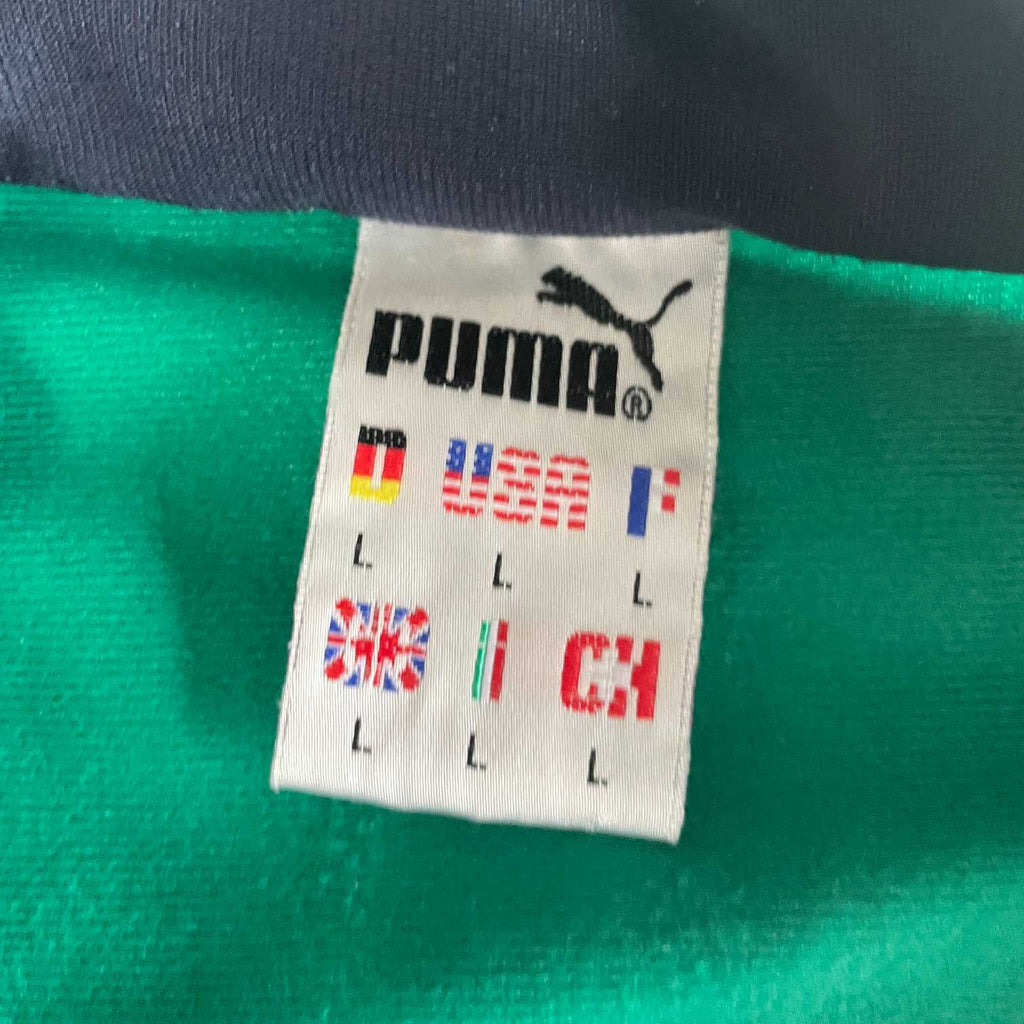 PUMA®
D USA F
L. L. L.
GB I CH
L. L. L.